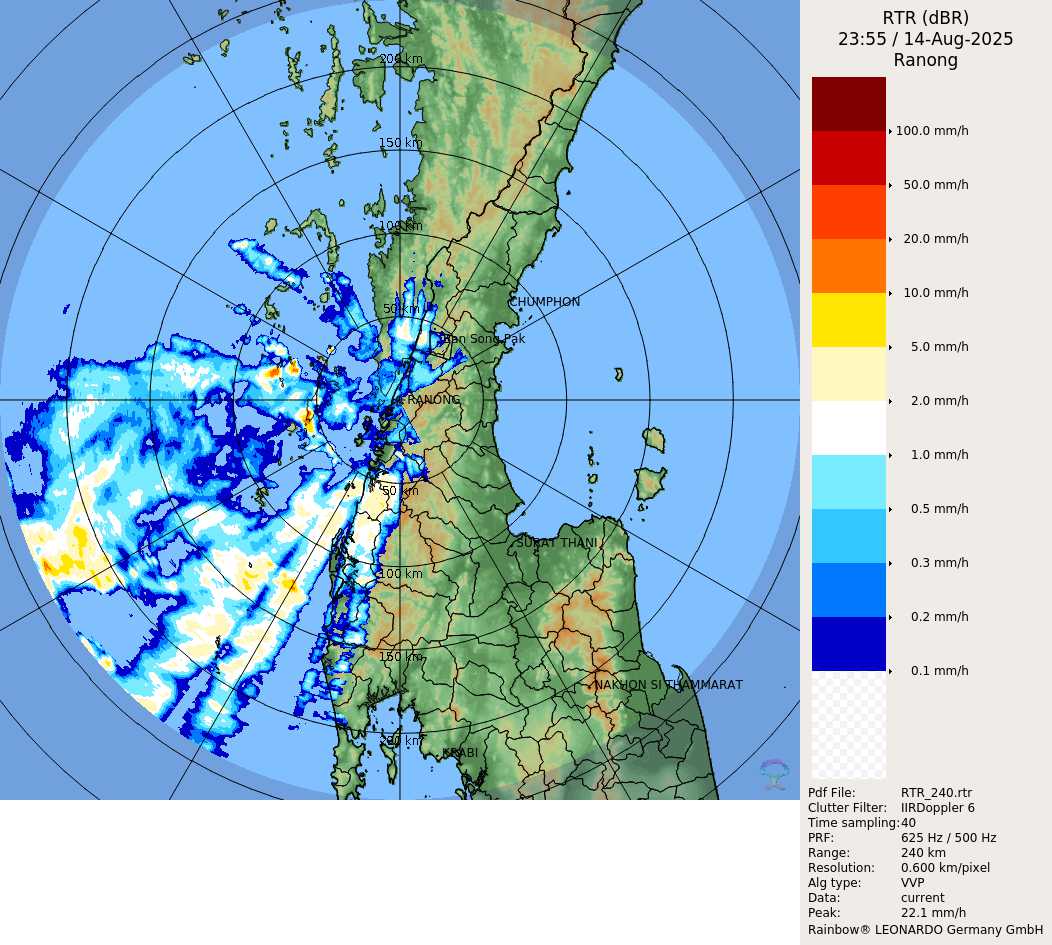 RTR (dBR)
23:55 / 14-Aug-2025
Ranong
200 km
150 km
100 km
50 km
CHUMPHON
Ban Song Pak
RANONG
50 km
SURAT THANI
100 km
150 km
NAKHON SI THAMMARAT
200 km
KRABI
100.0 mm/h
50.0 mm/h
20.0 mm/h
10.0 mm/h
5.0 mm/h
2.0 mm/h
1.0 mm/h
0.5 mm/h
0.3 mm/h
0.2 mm/h
0.1 mm/h
Pdf File: RTR_240.rtr
Clutter Filter: IIRDoppler 6
Time sampling:40
PRF: 625 Hz / 500 Hz
Range: 240 km
Resolution: 0.600 km/pixel
Alg type: VVP
Data: current
Peak: 22.1 mm/h
Rainbow® LEONARDO Germany GmbH